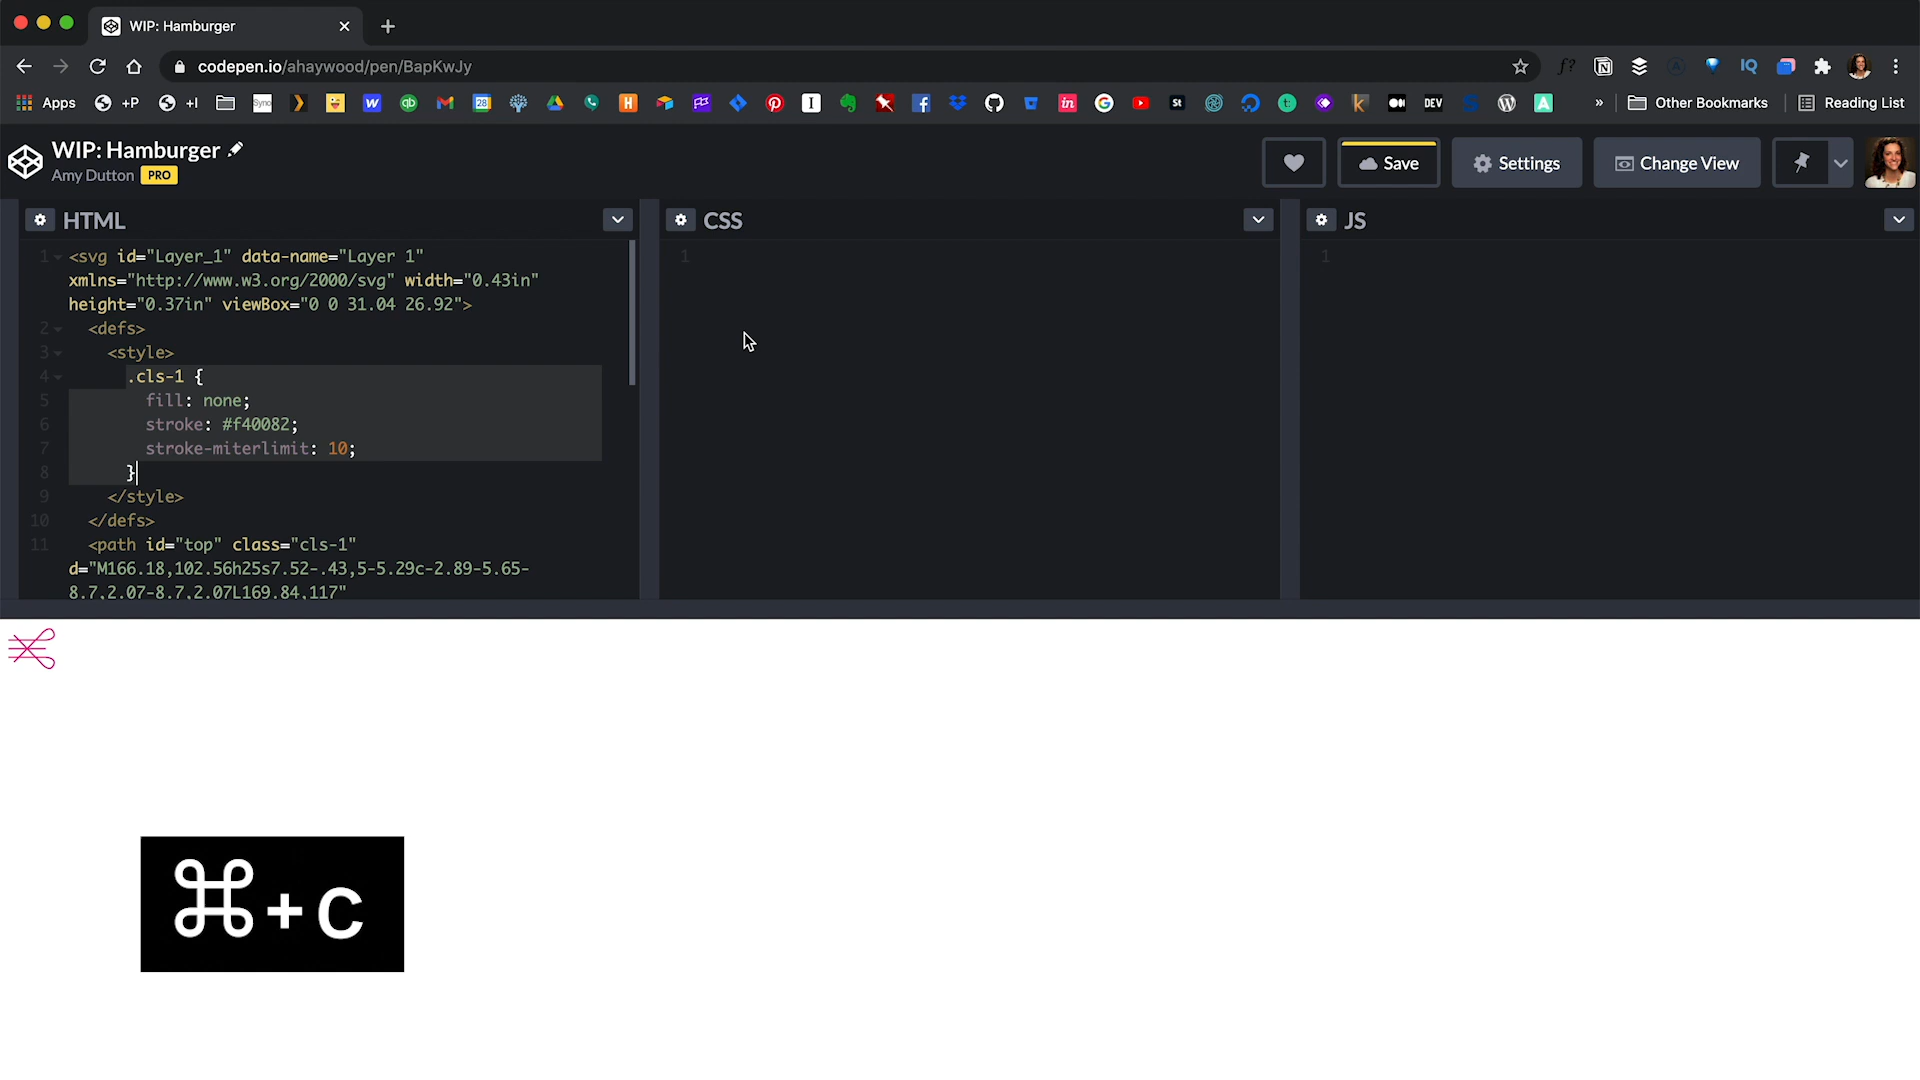 WIP: Hamburger
codepen.io/ahaywood/pen/BapKwJy
f?
IQ
Apps
+P
+I
Sync
28
DEV
»
Other Bookmarks
Reading List
WIP: Hamburger
Amy Dutton PRO
Save
Settings
Change View
HTML
1 <svg id="Layer_1" data-name="Layer 1"
xmlns="http://www.w3.org/2000/svg" width="0.43in"
height="0.37in" viewBox="0 0 31.04 26.92">
2 <defs>
3 <style>
4 .cls-1 {
5 fill: none;
6 stroke: #f40082;
7 stroke-miterlimit: 10;
8 }
9 </style>
10 </defs>
11 <path id="top" class="cls-1"
d="M166.18,102.56h25s7.52-.43,5-5.29c-2.89-5.65-
8.7,2.07-8.7,2.07L169.84,117"
CSS
1
JS
1
⌘+C